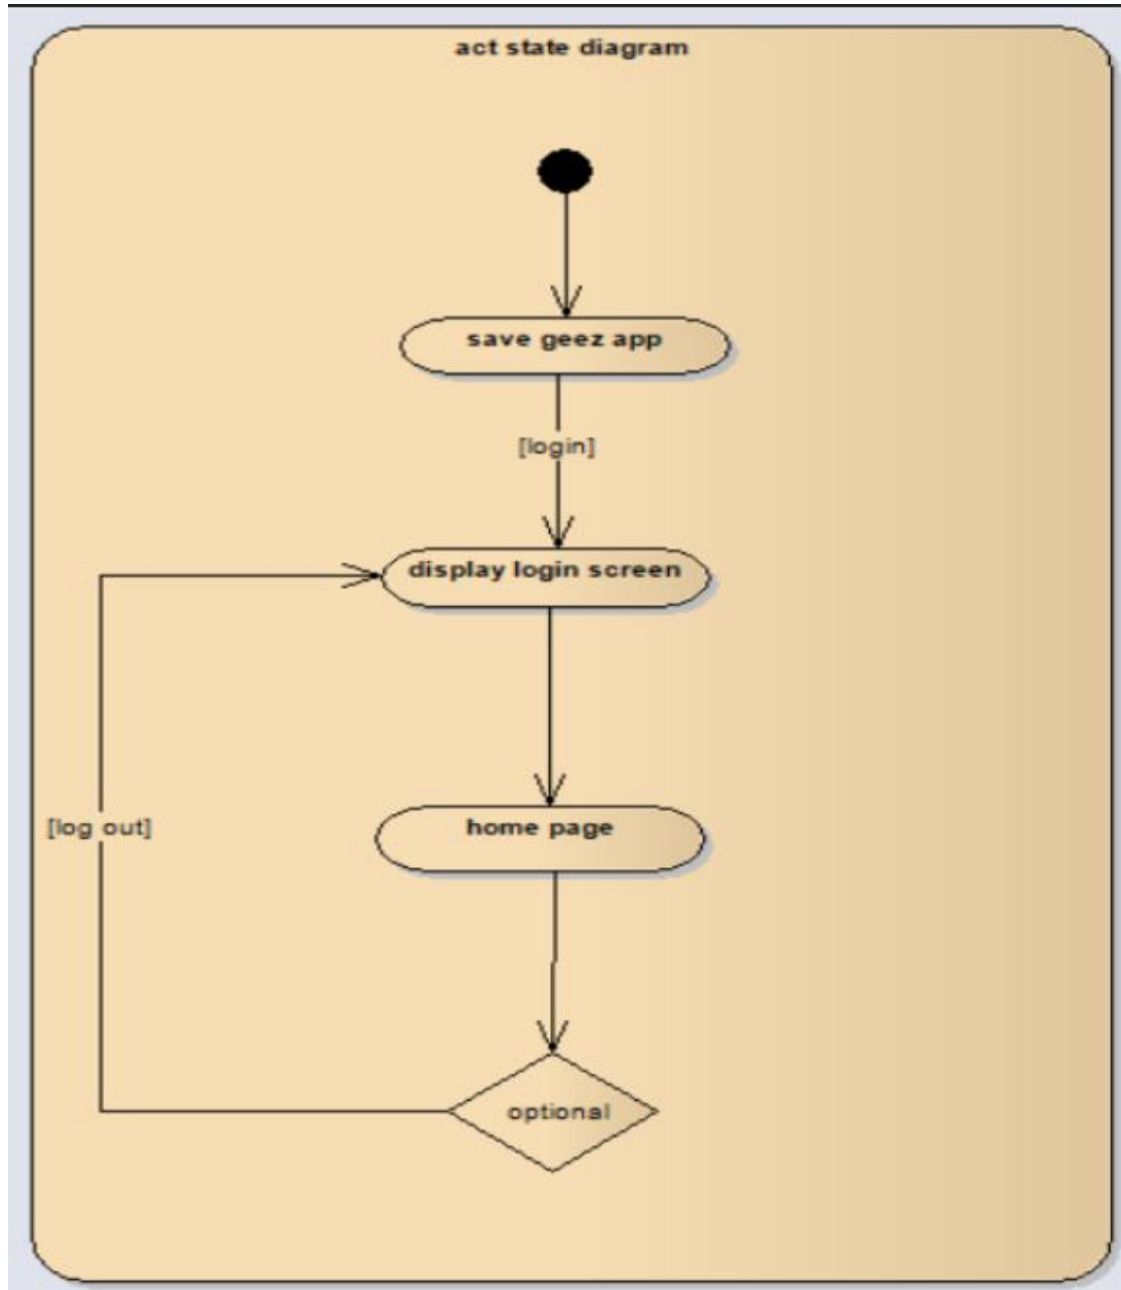 act state diagram
save geez app
[login]
display login screen
home page
[log out]
optional